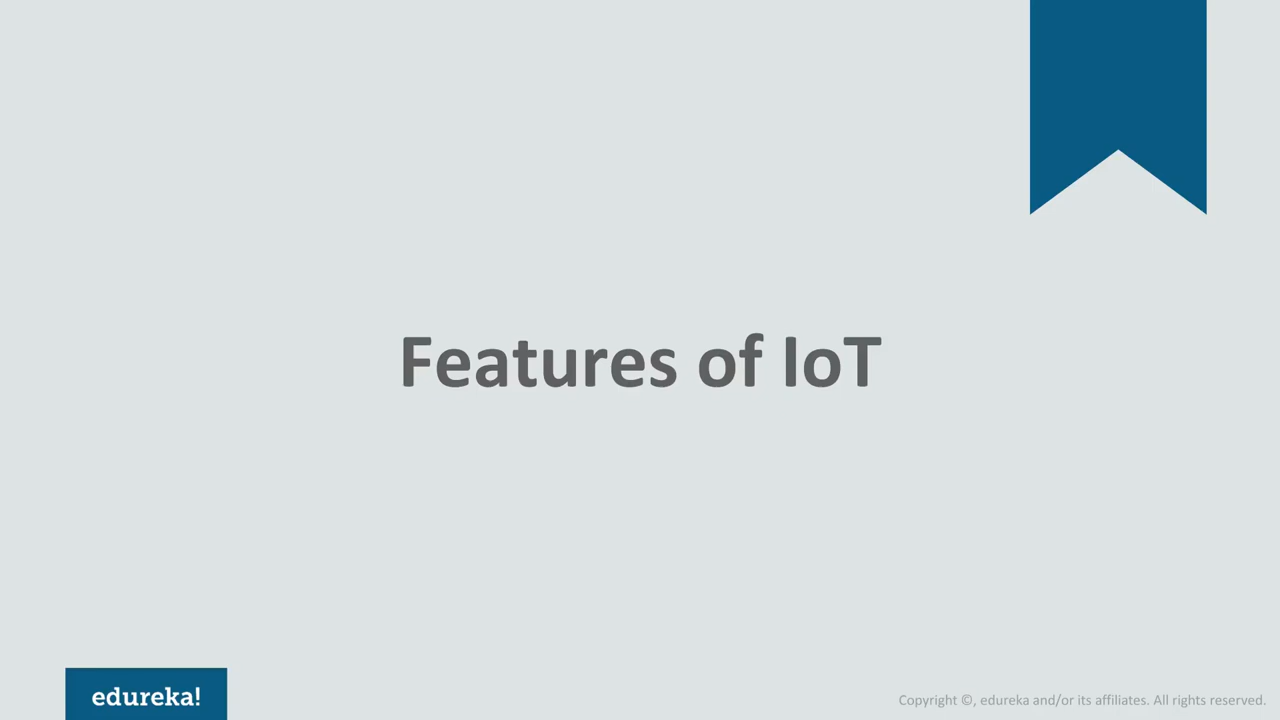 Features of IoT
edureka!
Copyright ©, edureka and/or its affiliates. All rights reserved.